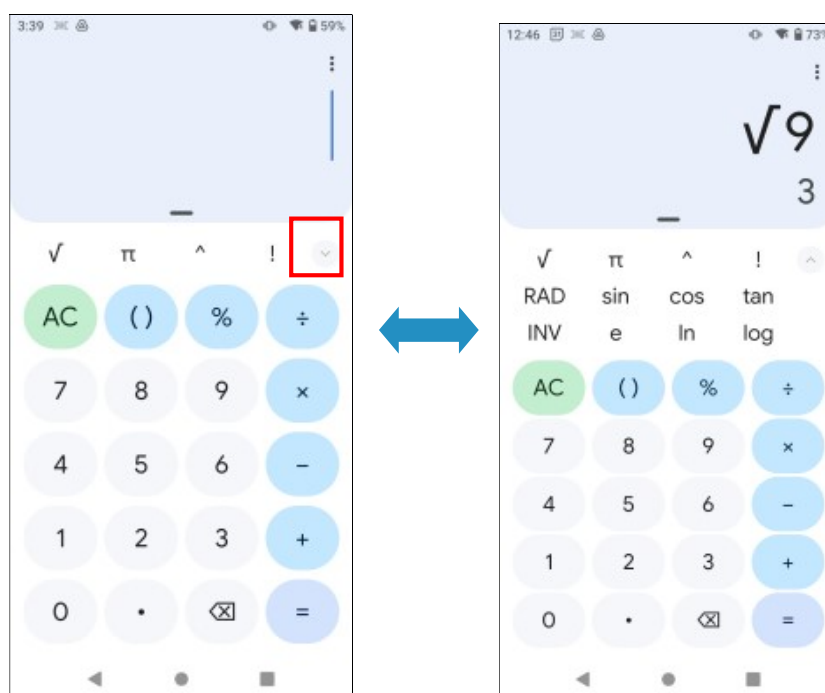 3:39 59%
√ π ^ !
AC ( ) % ÷
7 8 9 ×
4 5 6 −
1 2 3 +
0 . =
12:46 31 73%
√9
3
√ π ^ !
RAD sin cos tan
INV e ln log
AC ( ) % ÷
7 8 9 ×
4 5 6 −
1 2 3 +
0 . =